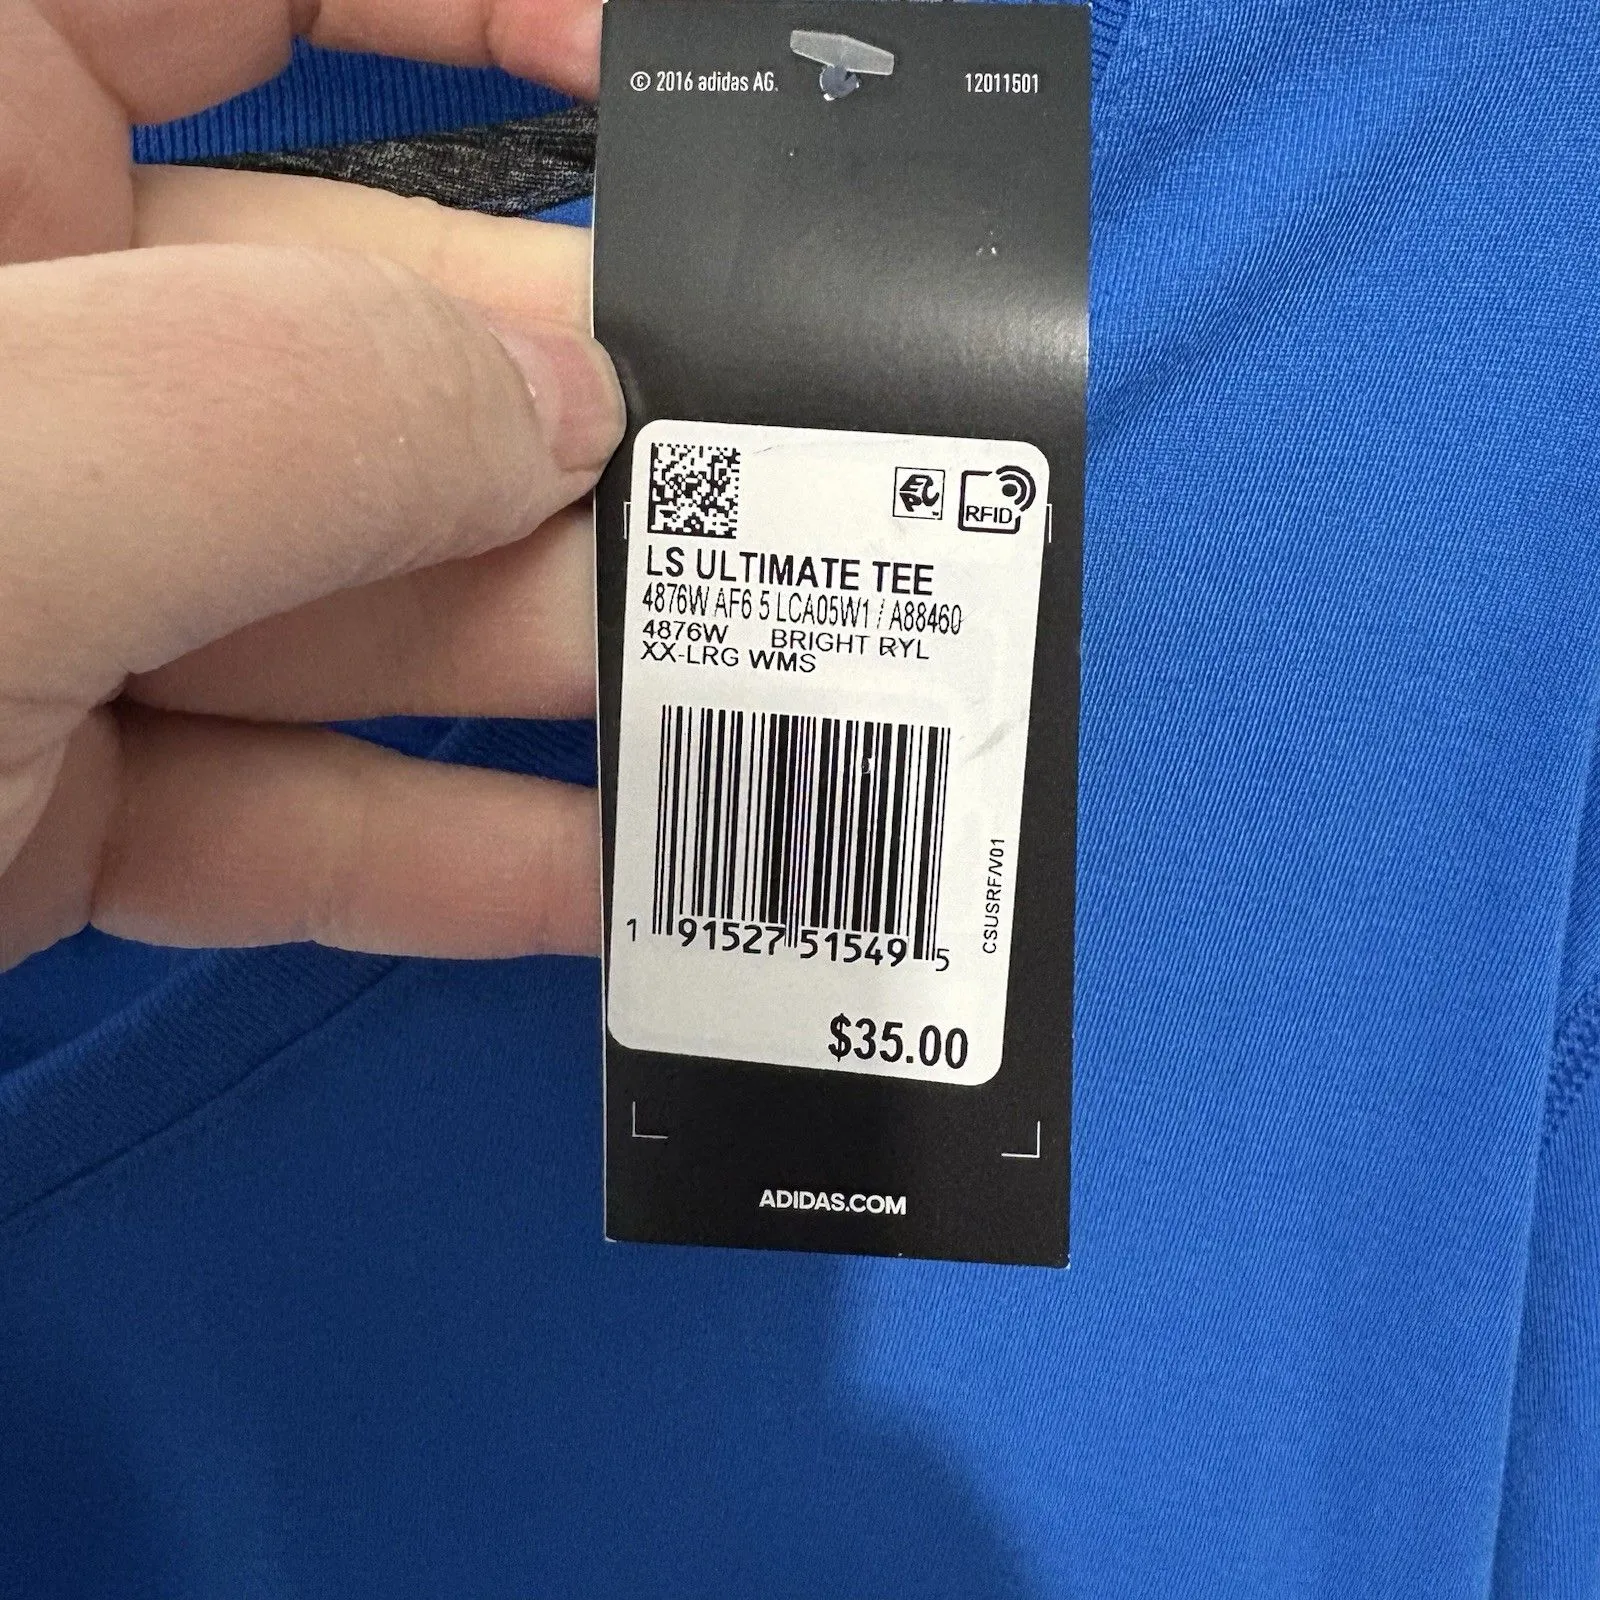 © 2016 adidas AG. 12011501
RFID
LS ULTIMATE TEE
4876W AF6 5 LCA05W1 / A88460
4876W BRIGHT RYL
XX-LRG WMS
1 91527 51549 5
CSUSRF/V01
$35.00
ADIDAS.COM